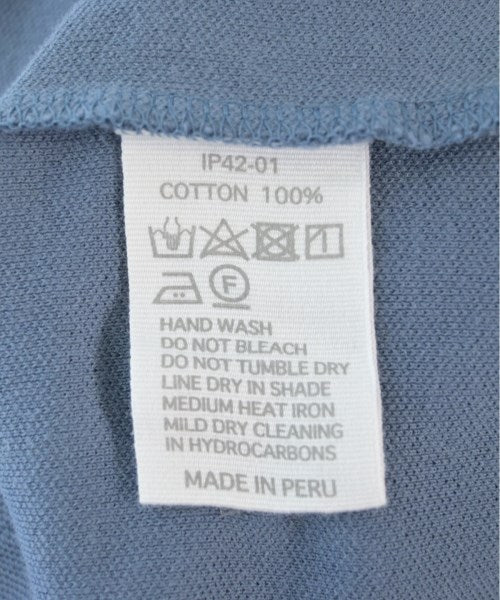 IP42-01
COTTON 100%
F
HAND WASH
DO NOT BLEACH
DO NOT TUMBLE DRY
LINE DRY IN SHADE
MEDIUM HEAT IRON
MILD DRY CLEANING
IN HYDROCARBONS
MADE IN PERU